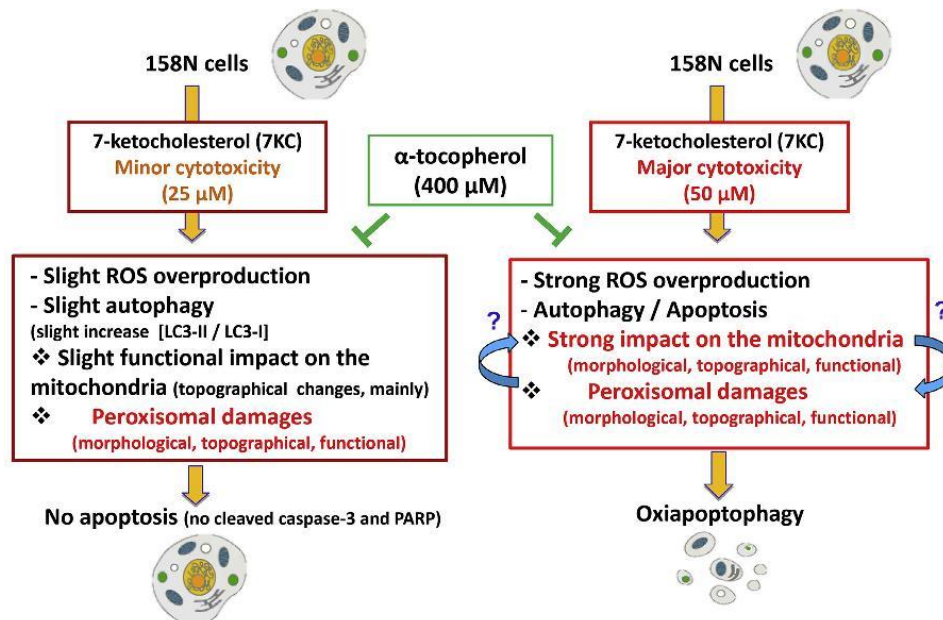 158N cells
7-ketocholesterol (7KC)
Minor cytotoxicity
(25 µM)
- Slight ROS overproduction
- Slight autophagy
(slight increase [LC3-II / LC3-I]
❖ Slight functional impact on the
mitochondria (topographical changes, mainly)
❖ Peroxisomal damages
(morphological, topographical, functional)
No apoptosis (no cleaved caspase-3 and PARP)
α-tocopherol
(400 µM)
158N cells
7-ketocholesterol (7KC)
Major cytotoxicity
(50 µM)
- Strong ROS overproduction
- Autophagy / Apoptosis
? ❖ Strong impact on the mitochondria ?
(morphological, topographical, functional)
❖ Peroxisomal damages
(morphological, topographical, functional)
Oxiapoptophagy